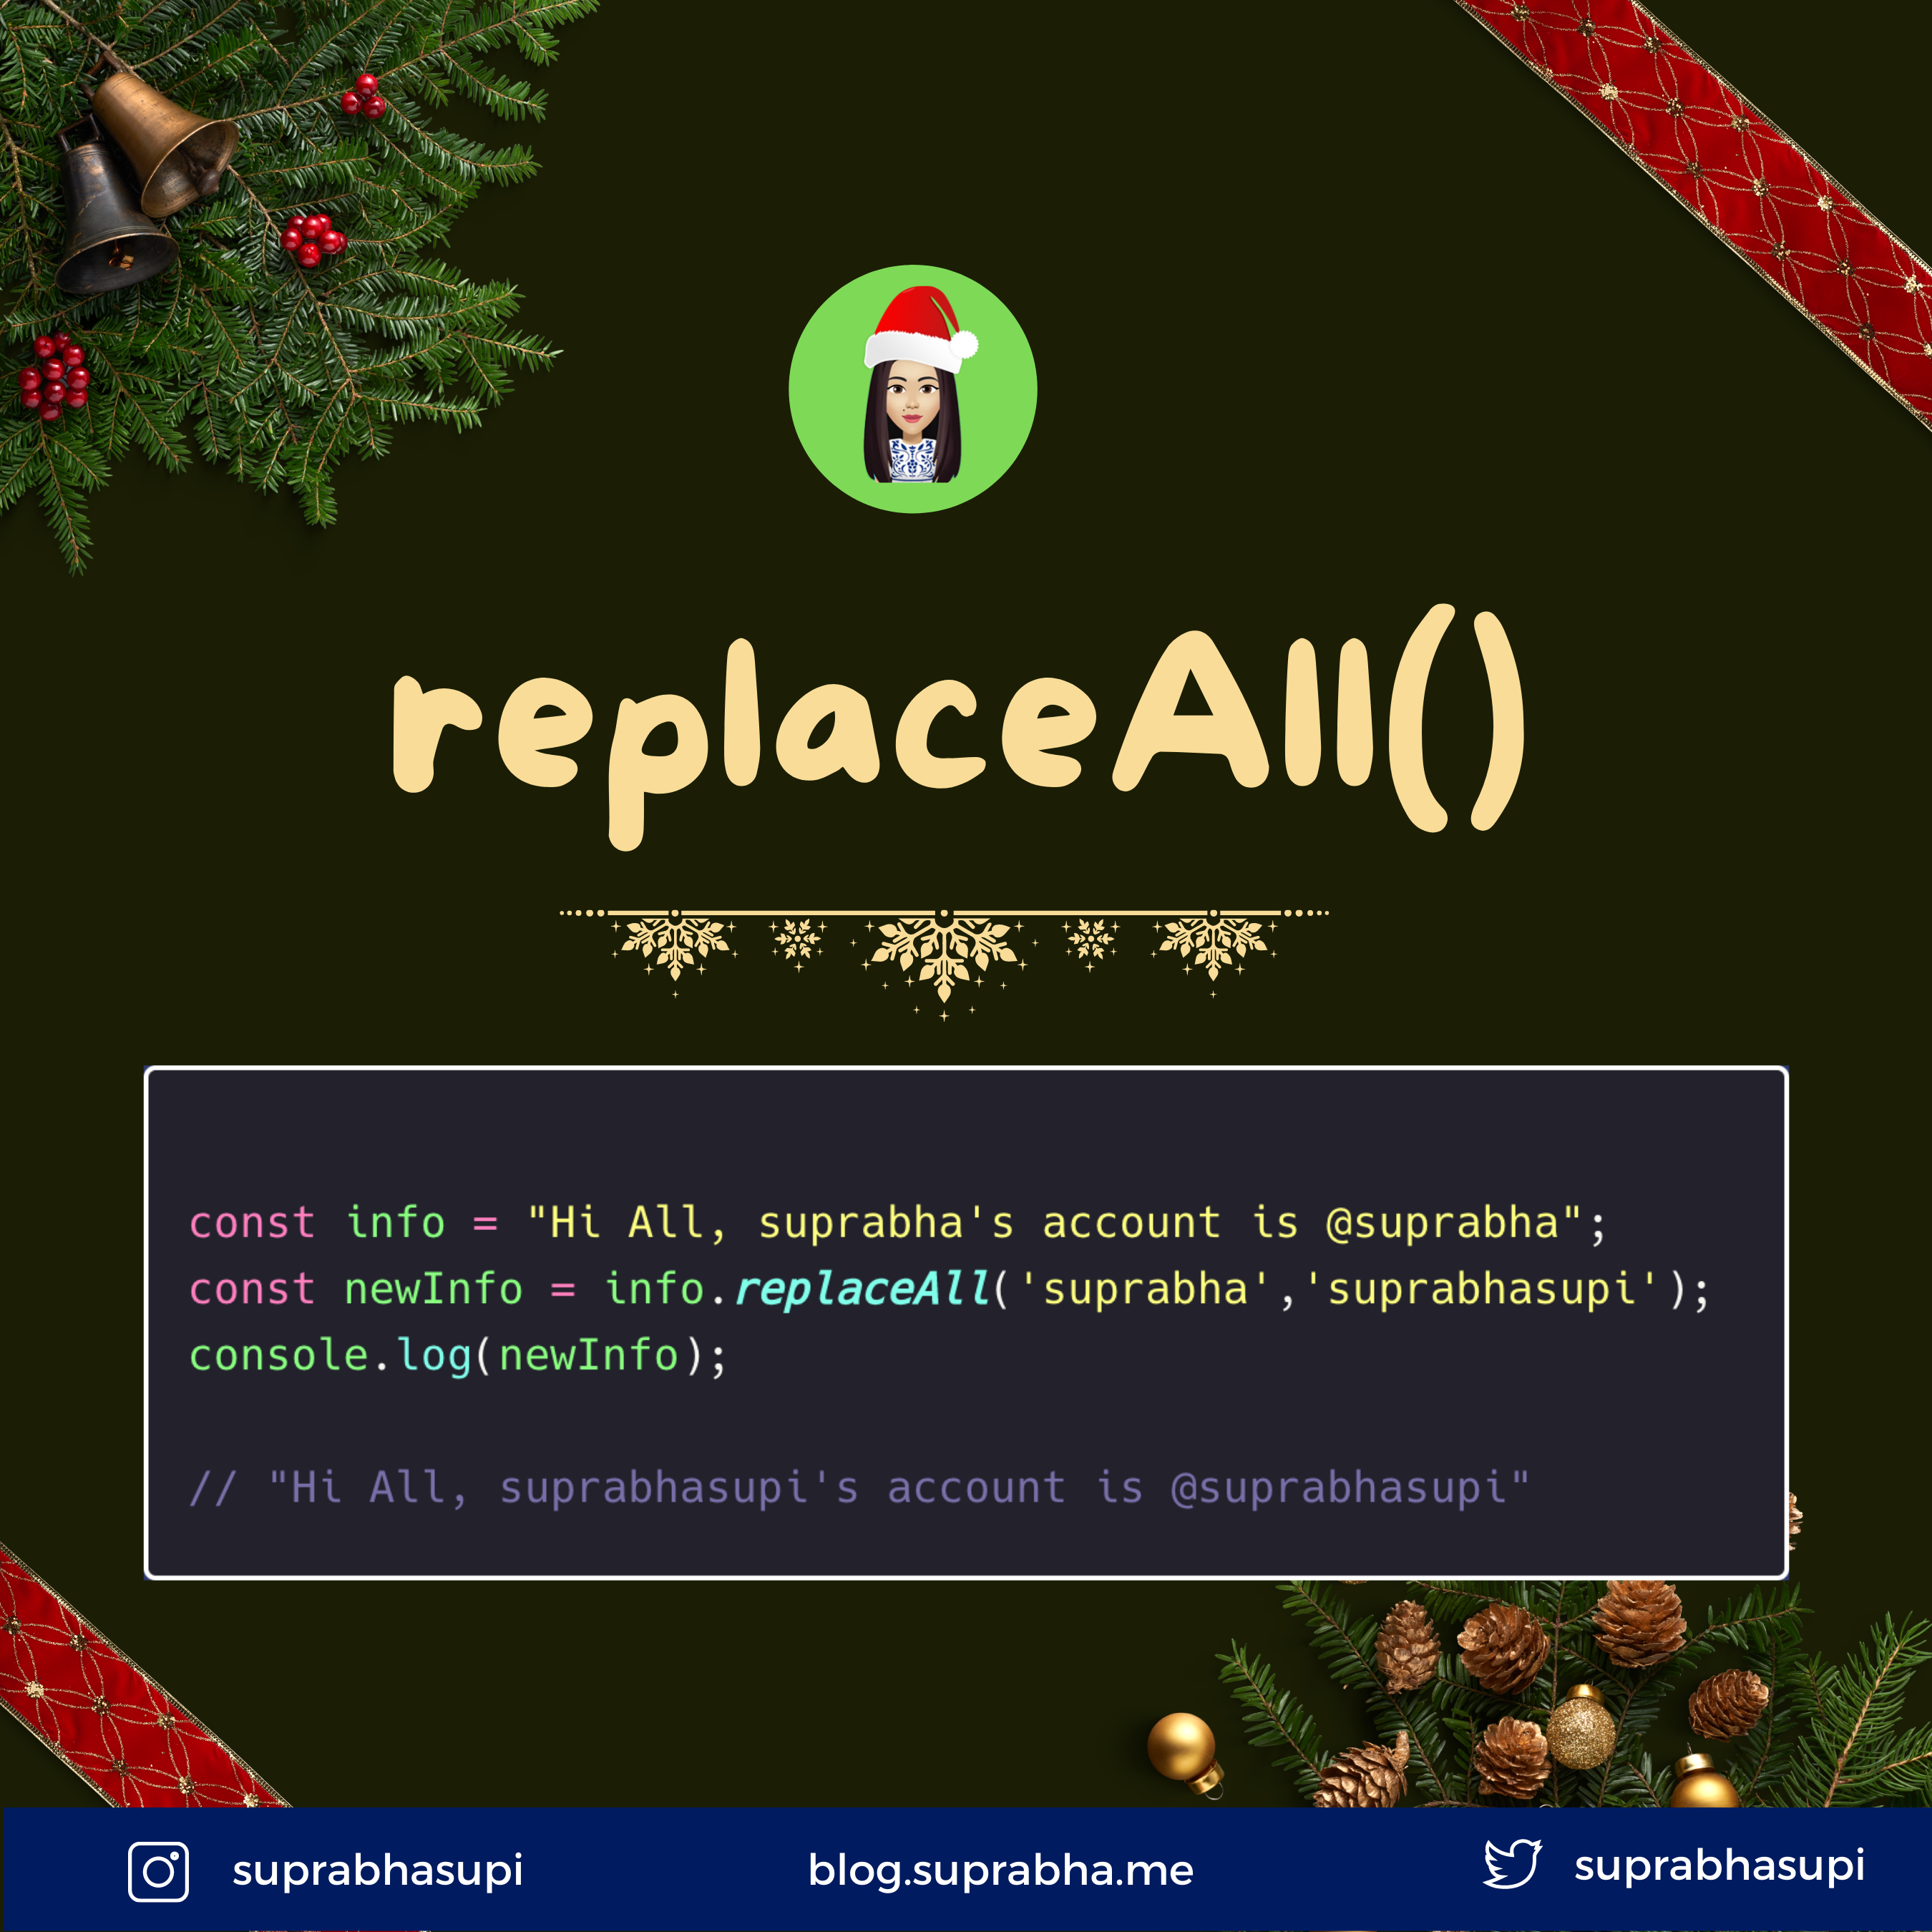 replaceAll()
const info = "Hi All, suprabha's account is @suprabha";
const newInfo = info.replaceAll('suprabha','suprabhasupi');
console.log(newInfo);
// "Hi All, suprabhasupi's account is @suprabhasupi"
suprabhasupi
blog.suprabha.me
suprabhasupi